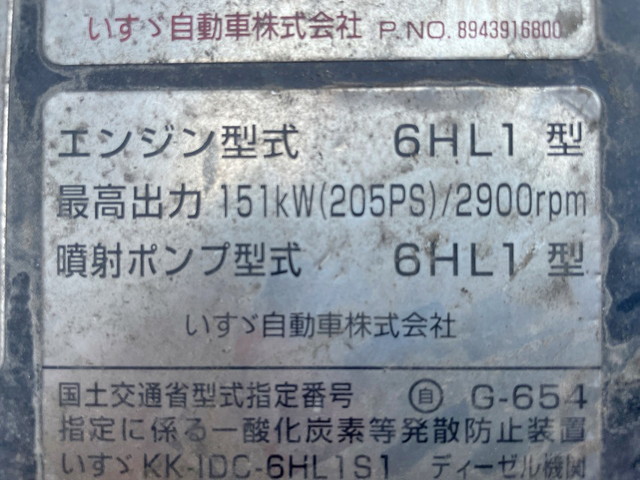 いすゞ自動車株式会社 P.NO. 8943916800
エンジン型式 6HL1 型
最高出力 151kW(205PS)/2900rpm
噴射ポンプ型式 6HL1 型
いすゞ自動車株式会社
国土交通省型式指定番号 ㊀自 G-654
指定に係る一酸化炭素等発散防止装置
いすゞ KK-IDC-6HL1S1 ディーゼル機関